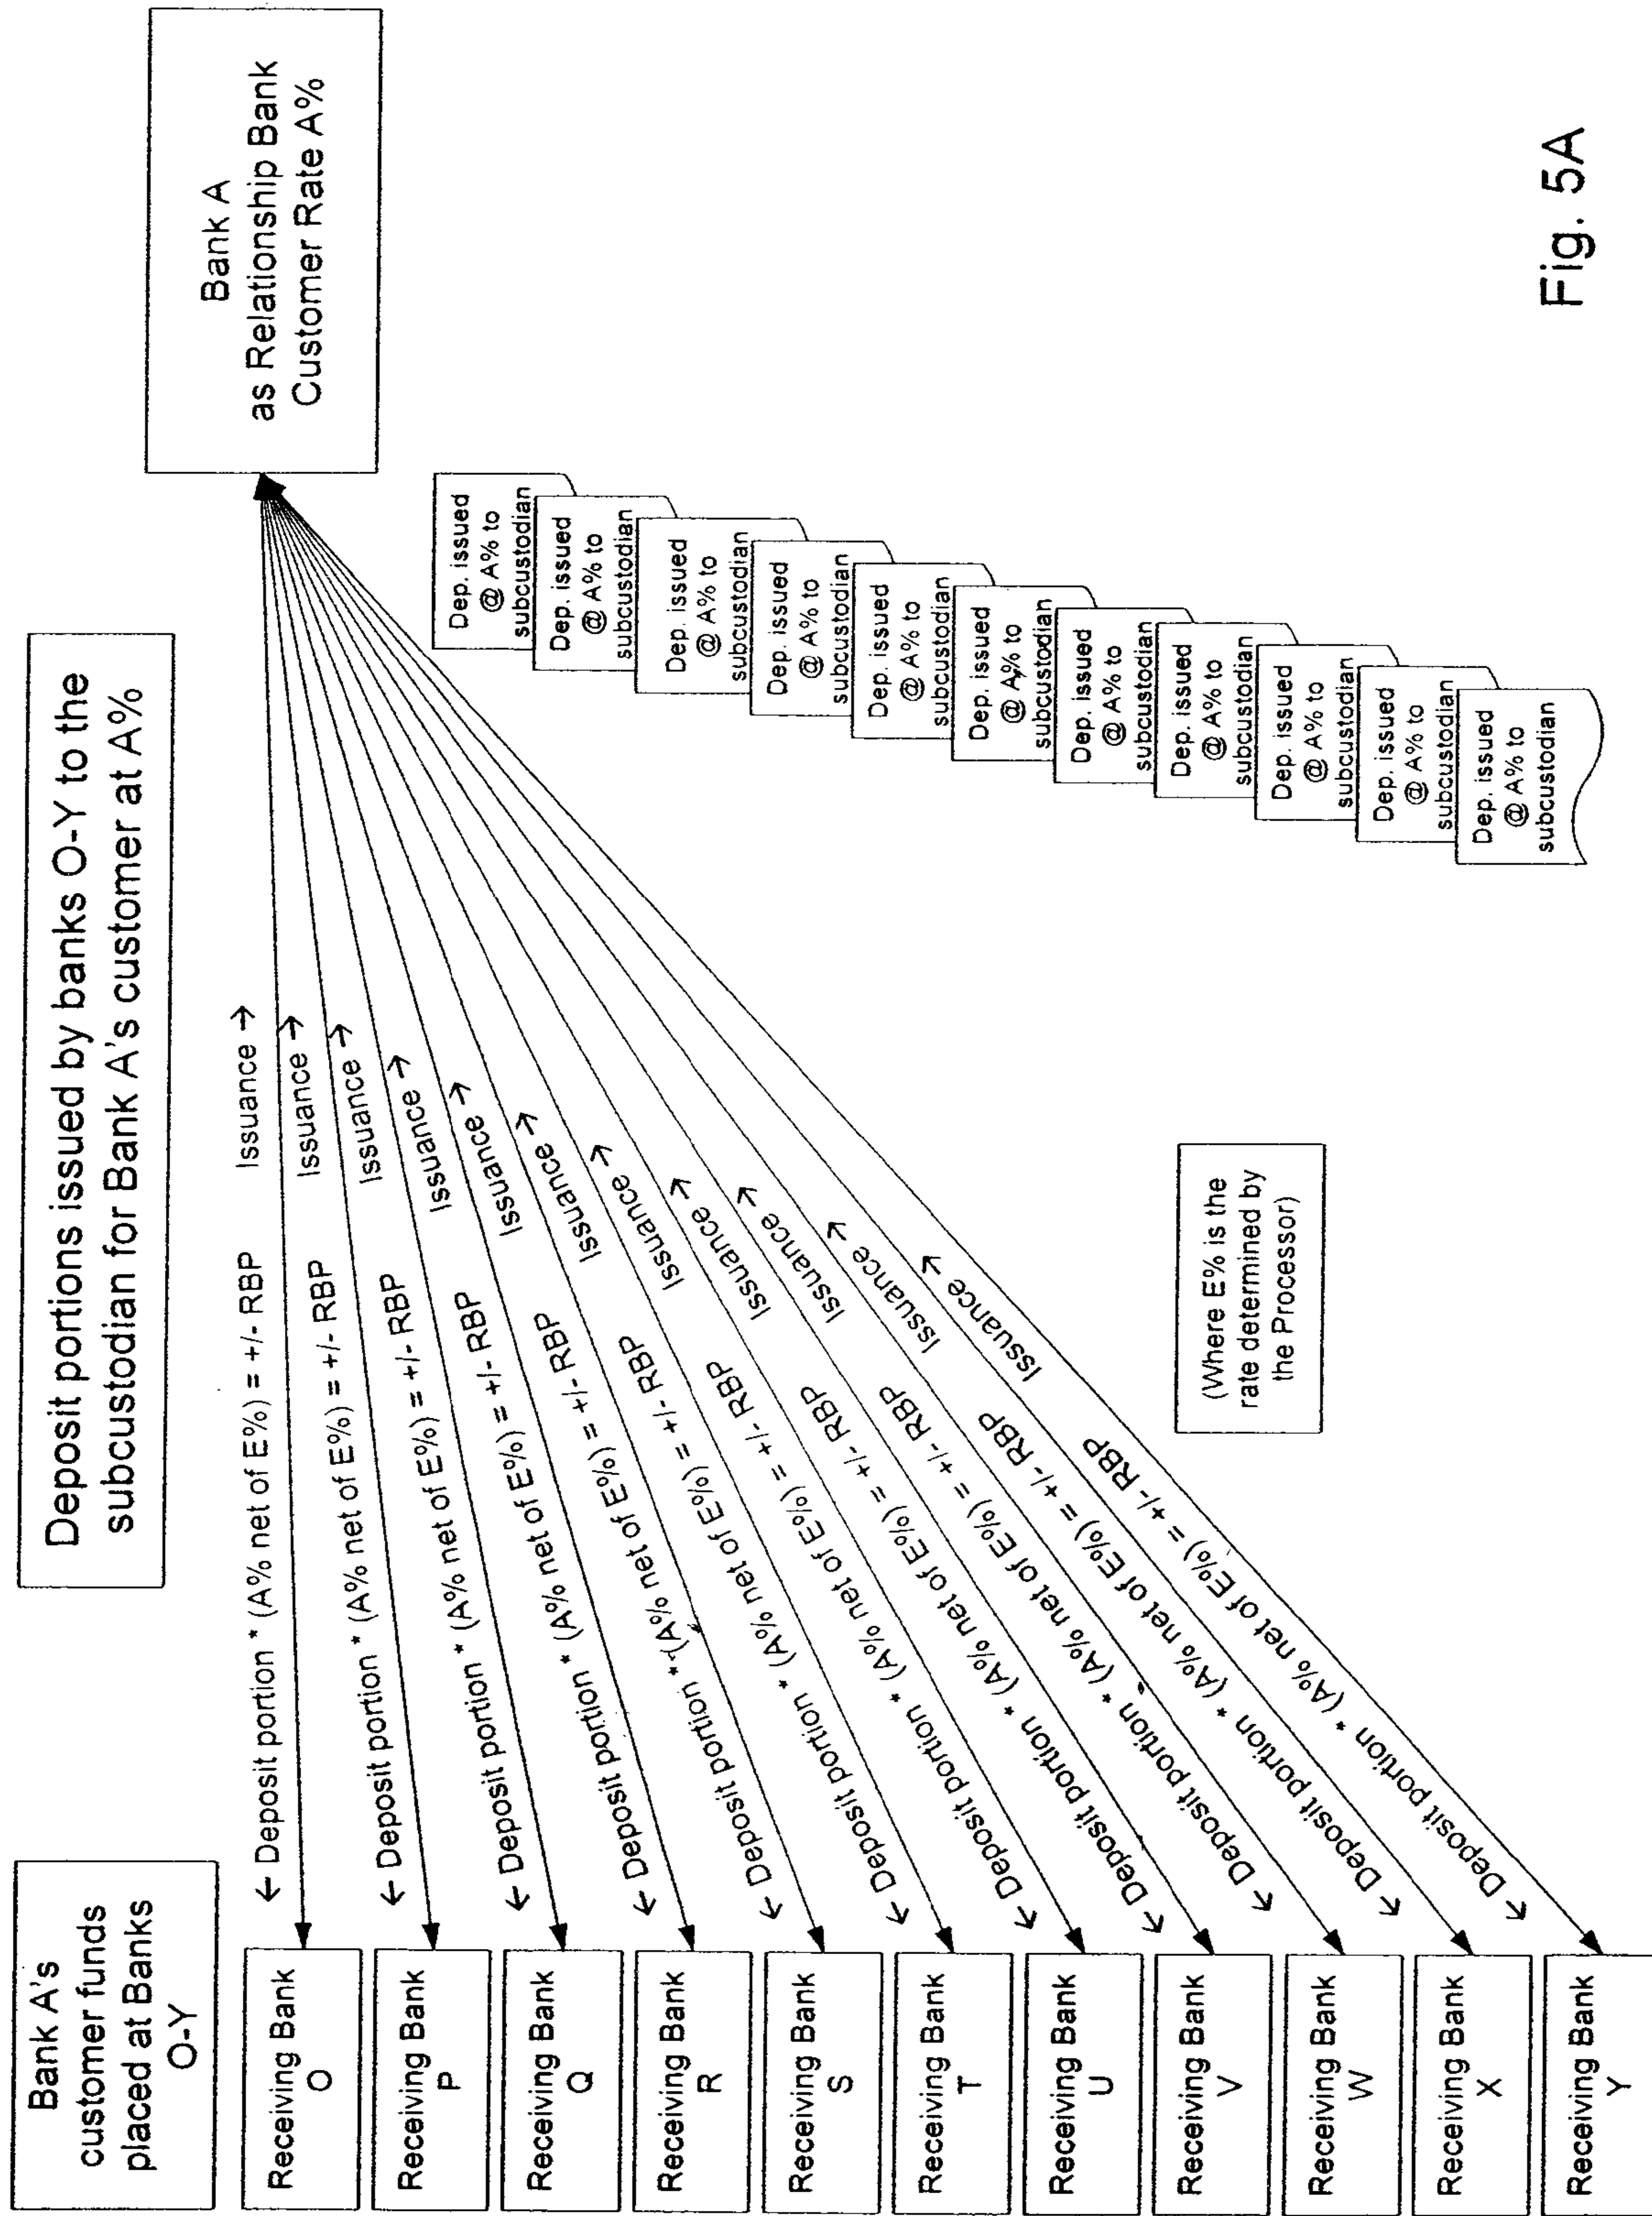 Bank A's
customer funds
placed at Banks
O-Y
Deposit portions issued by banks O-Y to the
subcustodian for Bank A's customer at A%
Bank A
as Relationship Bank
Customer Rate A%
Receiving Bank
O
Receiving Bank
P
Receiving Bank
Q
Receiving Bank
R
Receiving Bank
S
Receiving Bank
T
Receiving Bank
U
Receiving Bank
V
Receiving Bank
W
Receiving Bank
X
Receiving Bank
Y
← Deposit portion * (A% net of E%) = +/- RBP Issuance →
← Deposit portion * (A% net of E%) = +/- RBP Issuance →
← Deposit portion * (A% net of E%) = +/- RBP Issuance →
← Deposit portion * (A% net of E%) = +/- RBP Issuance →
← Deposit portion * (A% net of E%) = +/- RBP Issuance →
← Deposit portion * (A% net of E%) = +/- RBP Issuance →
← Deposit portion * (A% net of E%) = +/- RBP Issuance →
← Deposit portion * (A% net of E%) = +/- RBP Issuance →
← Deposit portion * (A% net of E%) = +/- RBP Issuance →
← Deposit portion * (A% net of E%) = +/- RBP Issuance →
← Deposit portion * (A% net of E%) = +/- RBP Issuance →
Dep. issued
@ A% to
subcustodian
Dep. issued
@ A% to
subcustodian
Dep. issued
@ A% to
subcustodian
Dep. issued
@ A% to
subcustodian
Dep. issued
@ A% to
subcustodian
Dep. issued
@ A% to
subcustodian
Dep. issued
@ A% to
subcustodian
Dep. issued
@ A% to
subcustodian
Dep. issued
@ A% to
subcustodian
Dep. issued
@ A% to
subcustodian
Dep. issued
@ A% to
subcustodian
(Where E% is the
rate determined by
the Processor)
Fig. 5A